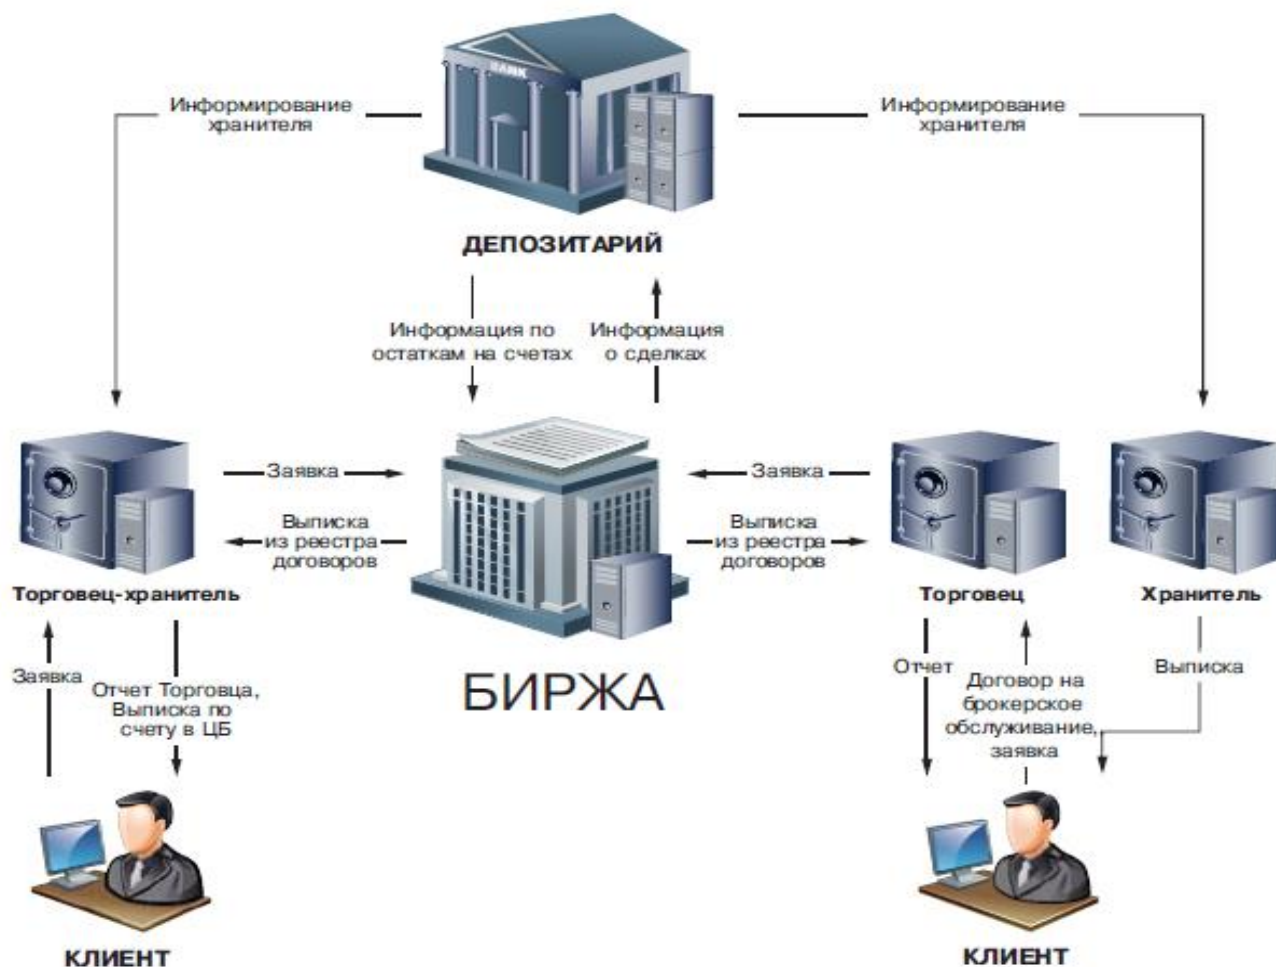 BANK
Информирование
хранителя
Информирование
хранителя
ДЕПОЗИТАРИЙ
Информация по
остаткам на счетах
Информация
о сделках
Заявка
Заявка
Выписка
из реестра
договоров
Выписка
из реестра
договоров
Торговец-хранитель
Торговец
Хранитель
БИРЖА
Заявка
Отчет Торговца,
Выписка по
счету в ЦБ
Отчет
Договор на
брокерское
обслуживание,
заявка
Выписка
КЛИЕНТ
КЛИЕНТ